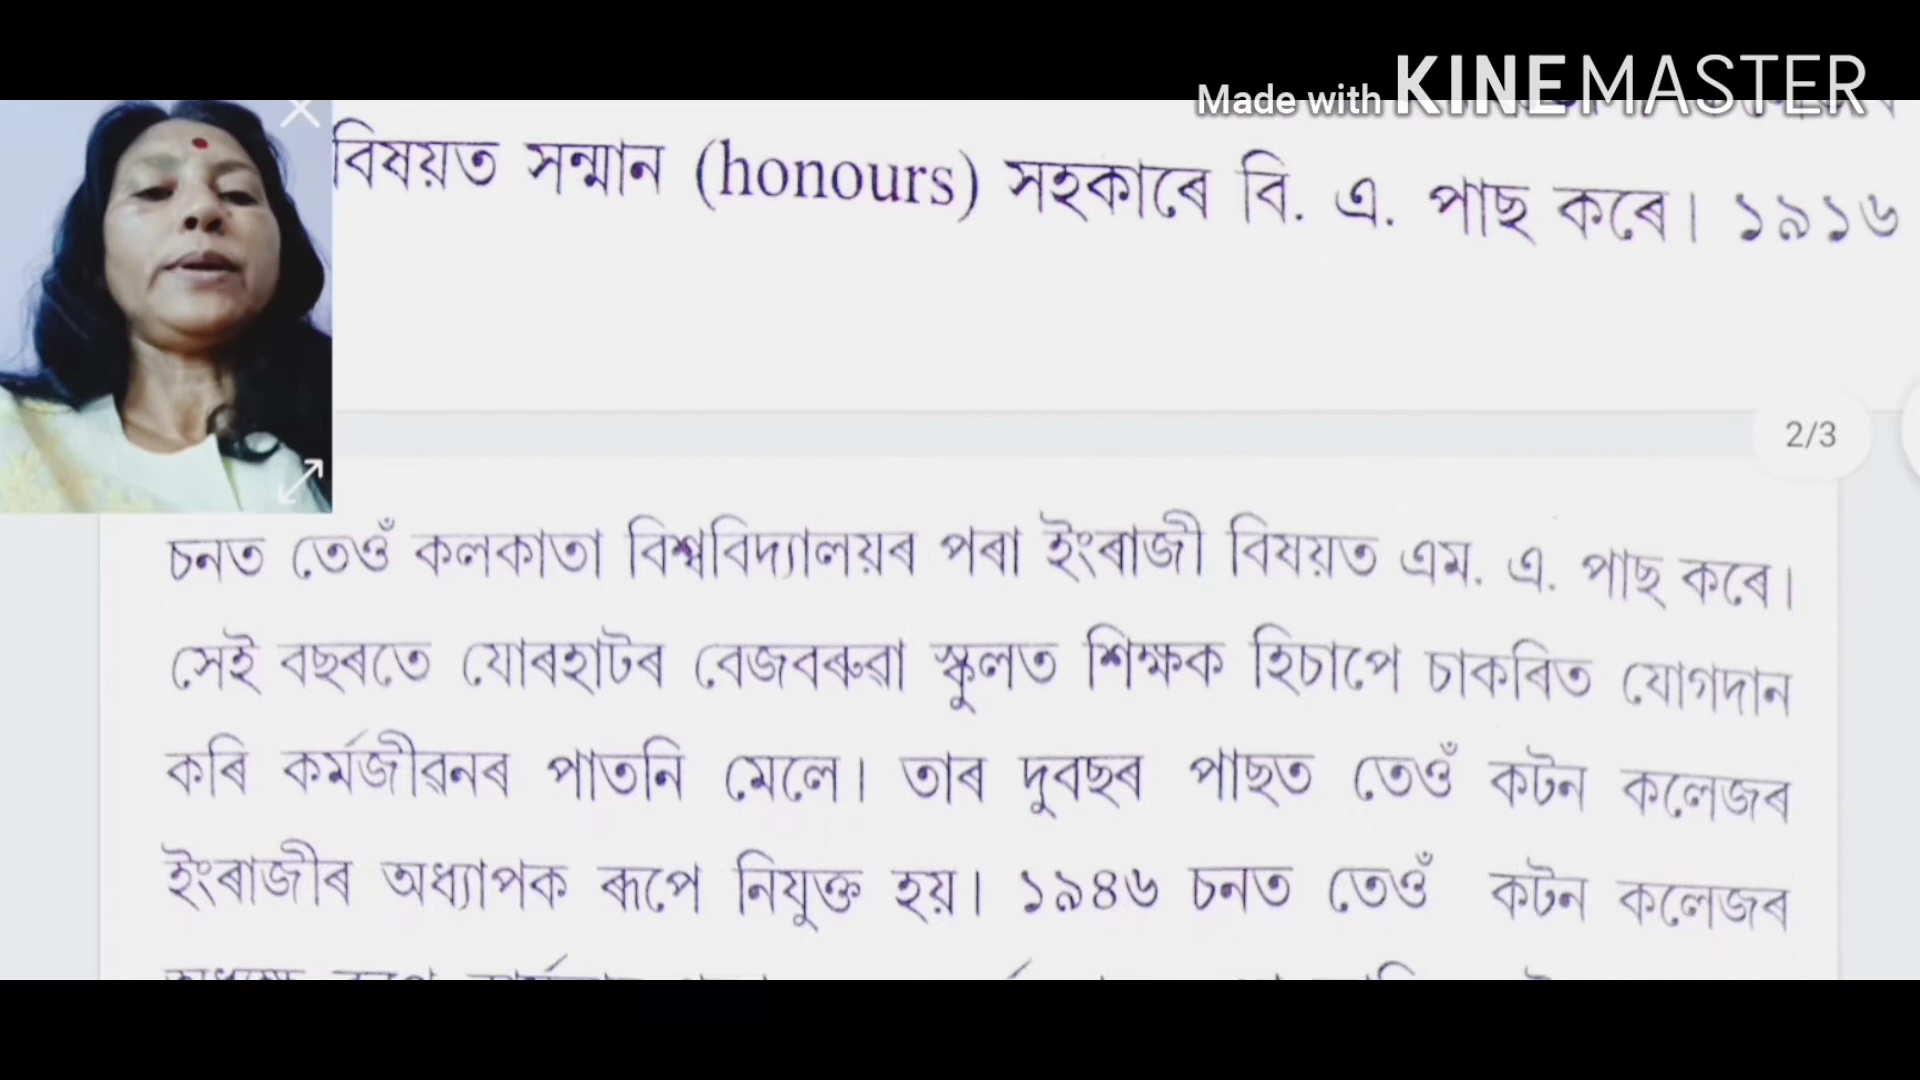 Made with KINEMASTER
বিষয়ত সন্মান (honours) সহকাৰে বি. এ. পাছ কৰে। ১৯১৬
2/3
চনত তেওঁ কলকাতা বিশ্ববিদ্যালয়ৰ পৰা ইংৰাজী বিষয়ত এম. এ. পাছ কৰে।
সেই বছৰতে যোৰহাটৰ বেজবৰুৱা স্কুলত শিক্ষক হিচাপে চাকৰিত যোগদান
কৰি কৰ্মজীৱনৰ পাতনি মেলে। তাৰ দুবছৰ পাছত তেওঁ কটন কলেজৰ
ইংৰাজীৰ অধ্যাপক ৰূপে নিযুক্ত হয়। ১৯৪৬ চনত তেওঁ কটন কলেজৰ